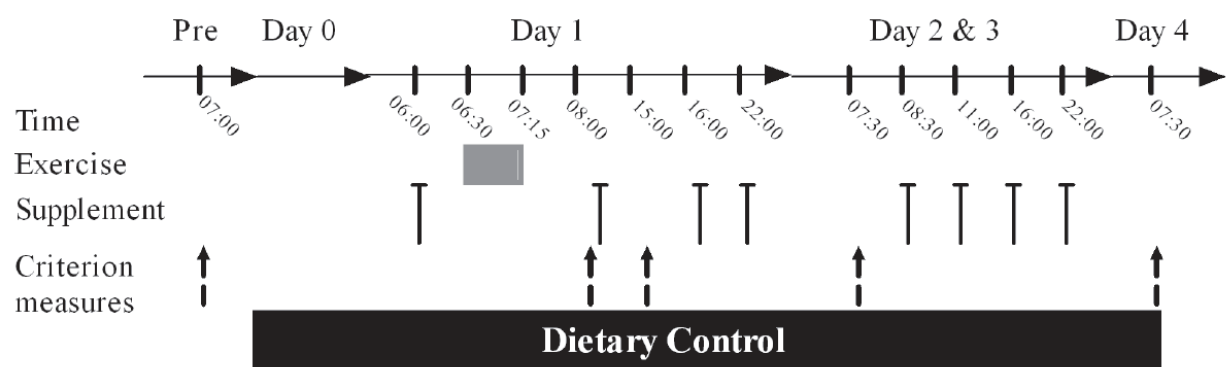 Pre Day 0 Day 1 Day 2 & 3 Day 4
Time 07:00 06:00 06:30 07:15 08:00 15:00 16:00 22:00 07:30 08:30 11:00 16:00 22:00 07:30
Exercise
Supplement
Criterion
measures
Dietary Control